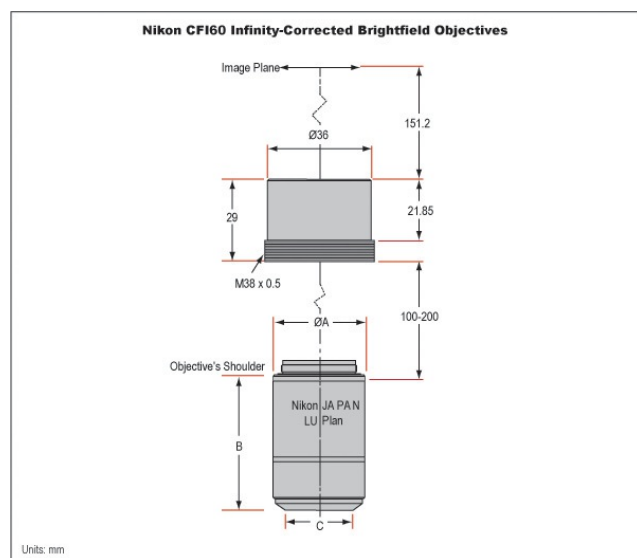 Nikon CFI60 Infinity-Corrected Brightfield Objectives
Image Plane
151.2
Ø36
29
21.85
M38 x 0.5
100-200
ØA
Objective's Shoulder
Nikon JAPAN
LU Plan
B
C
Units: mm